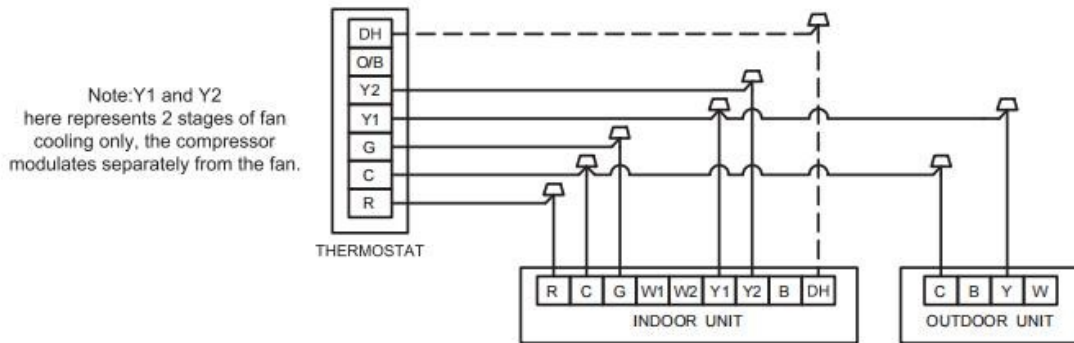 DH
O/B
Y2
Y1
G
C
R
THERMOSTAT
Note:Y1 and Y2
here represents 2 stages of fan
cooling only, the compressor
modulates separately from the fan.
R C G W1 W2 Y1 Y2 B DH
INDOOR UNIT
C B Y W
OUTDOOR UNIT